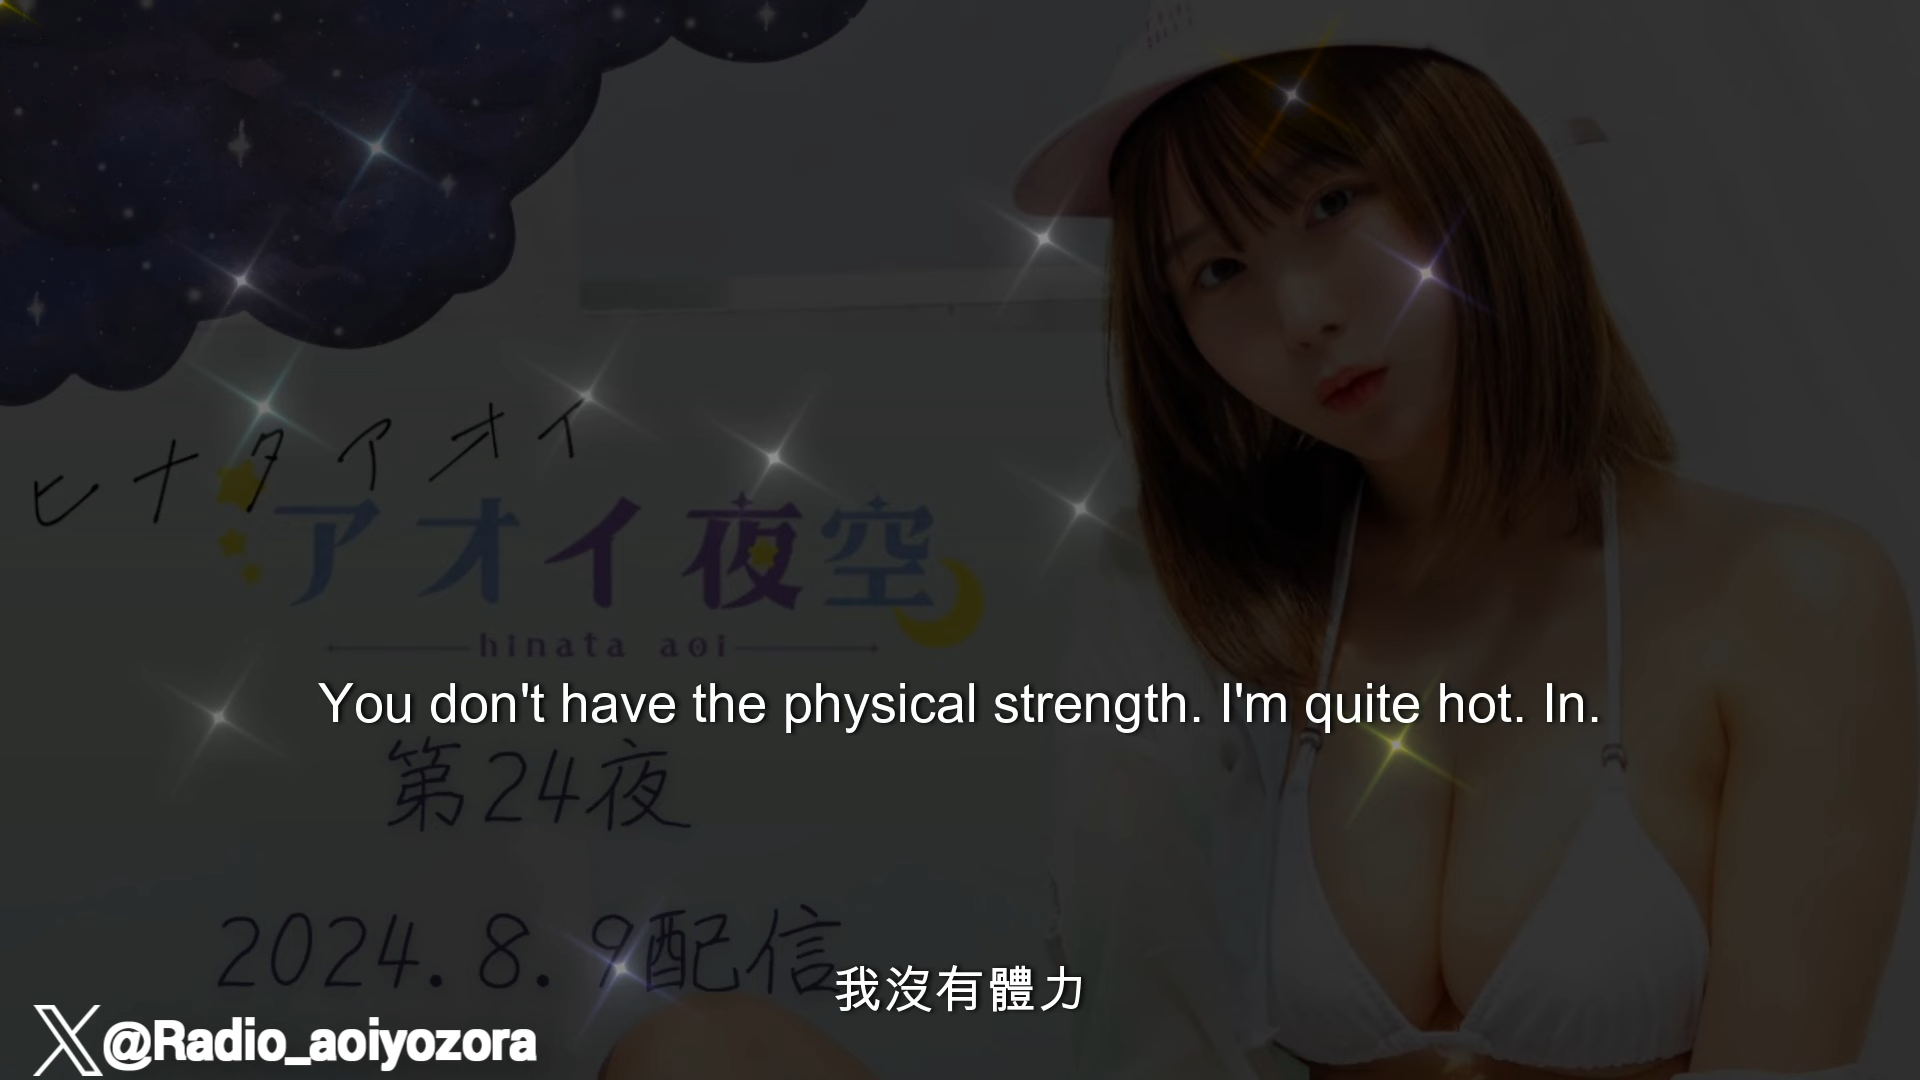 ヒナタアオイ
アオイ夜空
hinata aoi
You don't have the physical strength. I'm quite hot. In.
第24夜
2024.8.9配信
我沒有體力
@Radio_aoiyozora